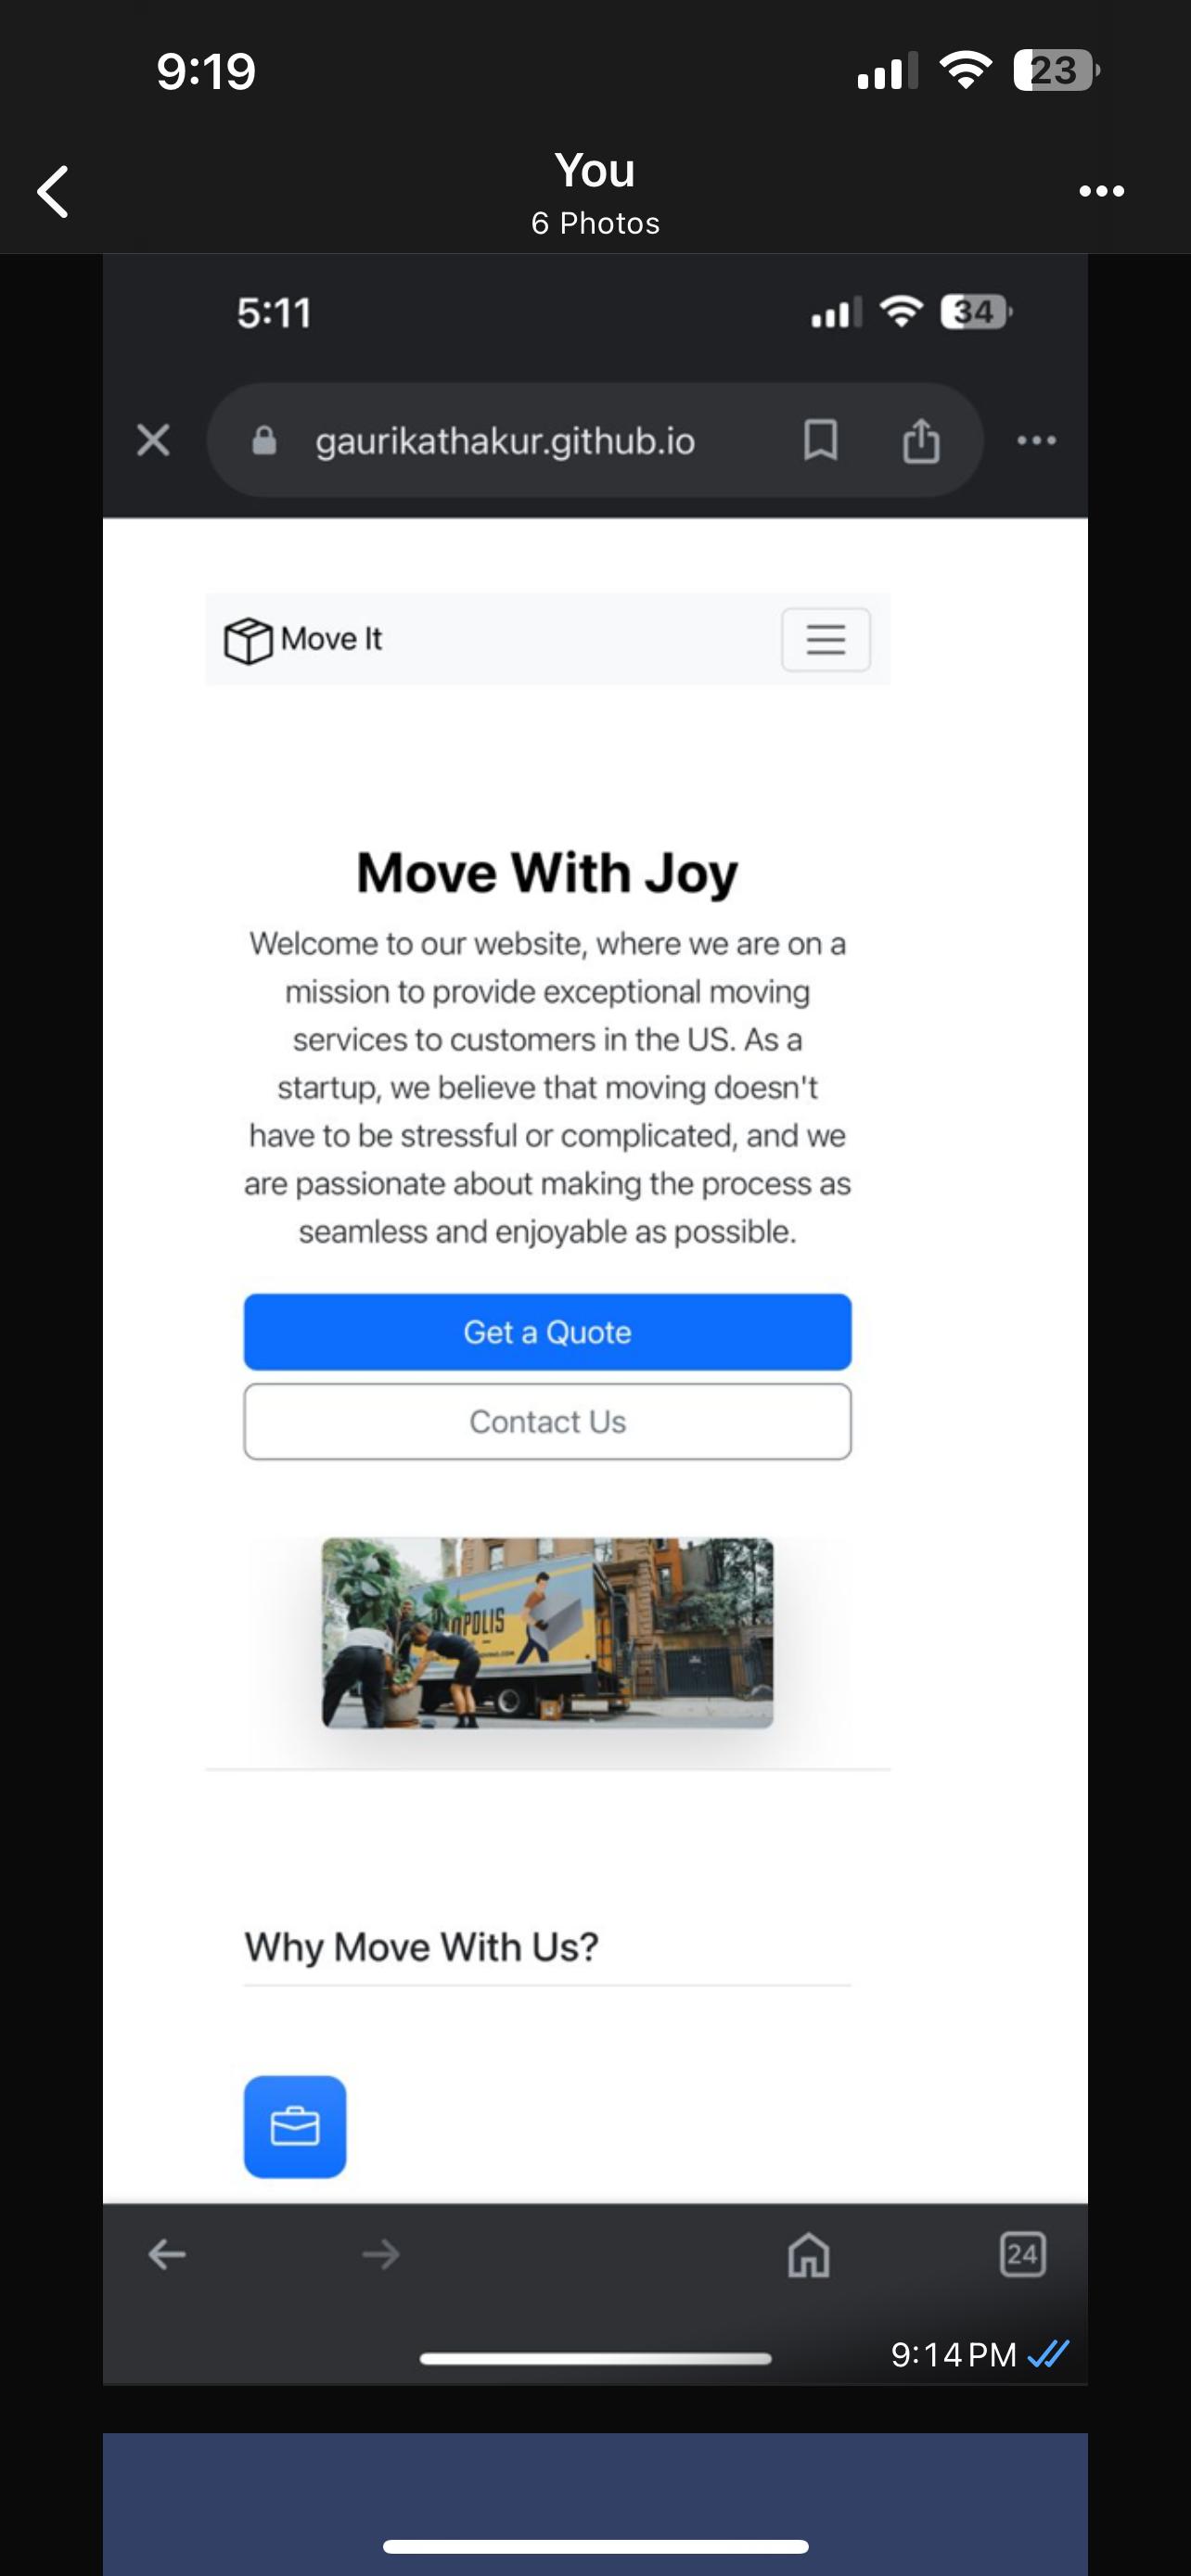 9:19
23
You
6 Photos
5:11
34
gaurikathakur.github.io
Move It
Move With Joy
Welcome to our website, where we are on a
mission to provide exceptional moving
services to customers in the US. As a
startup, we believe that moving doesn't
have to be stressful or complicated, and we
are passionate about making the process as
seamless and enjoyable as possible.
Get a Quote
Contact Us
Why Move With Us?
24
9:14 PM